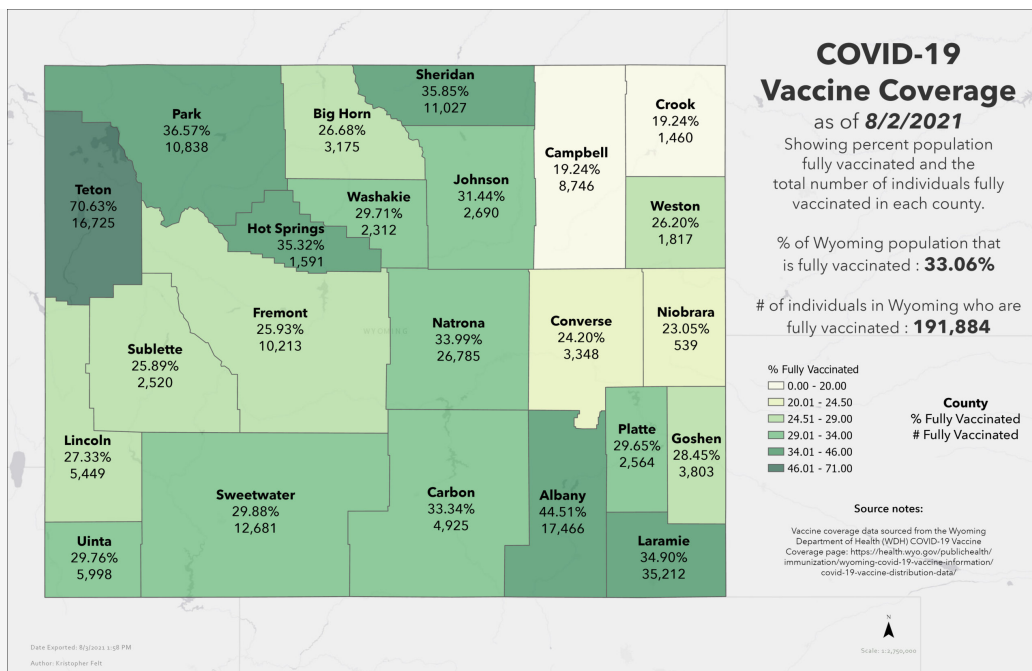 COVID-19
Vaccine Coverage
as of 8/2/2021
Showing percent population
fully vaccinated and the
total number of individuals fully
vaccinated in each county.
% of Wyoming population that
is fully vaccinated : 33.06%
# of individuals in Wyoming who are
fully vaccinated : 191,884
% Fully Vaccinated
0.00 - 20.00
20.01 - 24.50
24.51 - 29.00
29.01 - 34.00
34.01 - 46.00
46.01 - 71.00
County
% Fully Vaccinated
# Fully Vaccinated
Source notes:
Vaccine coverage data sourced from the Wyoming
Department of Health (WDH) COVID-19 Vaccine
Coverage page: https://health.wyo.gov/publichealth/
immunization/wyoming-covid-19-vaccine-information/
covid-19-vaccine-distribution-data/
N
Scale: 1:2,750,000
Park
36.57%
10,838
Big Horn
26.68%
3,175
Sheridan
35.85%
11,027
Campbell
19.24%
8,746
Crook
19.24%
1,460
Teton
70.63%
16,725
Washakie
29.71%
2,312
Johnson
31.44%
2,690
Weston
26.20%
1,817
Hot Springs
35.32%
1,591
Fremont
25.93%
10,213
WYOMING
Natrona
33.99%
26,785
Converse
24.20%
3,348
Niobrara
23.05%
539
Sublette
25.89%
2,520
Lincoln
27.33%
5,449
Platte
29.65%
2,564
Goshen
28.45%
3,803
Sweetwater
29.88%
12,681
Carbon
33.34%
4,925
Albany
44.51%
17,466
Uinta
29.76%
5,998
Laramie
34.90%
35,212
Date Exported: 8/3/2021 1:58 PM
Author: Kristopher Felt